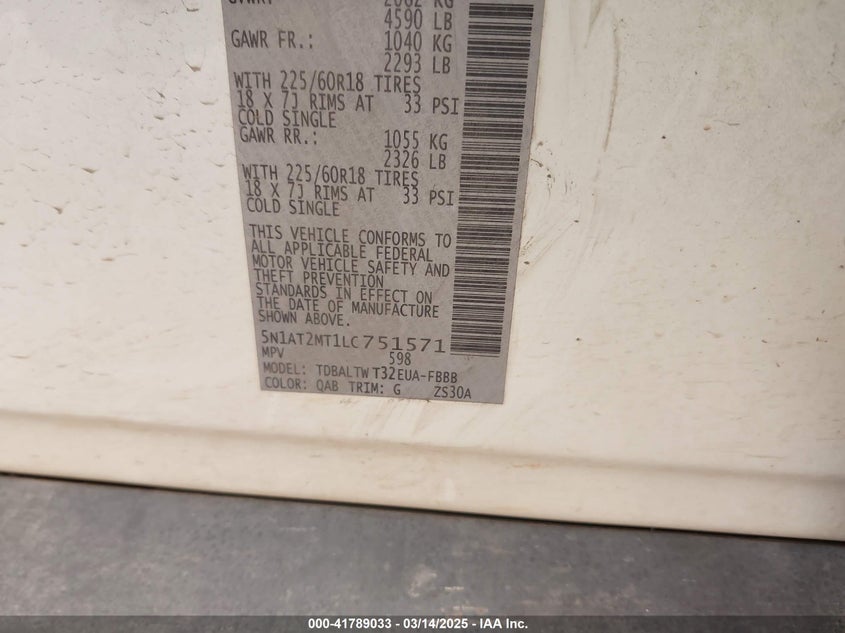 4590 LB
GAWR FR.: 1040 KG
2293 LB
WITH 225/60R18 TIRES
18 X 7J RIMS AT 33 PSI
COLD SINGLE
GAWR RR.: 1055 KG
2326 LB
WITH 225/60R18 TIRES
18 X 7J RIMS AT 33 PSI
COLD SINGLE
THIS VEHICLE CONFORMS TO
ALL APPLICABLE FEDERAL
MOTOR VEHICLE SAFETY AND
THEFT PREVENTION
STANDARDS IN EFFECT ON
THE DATE OF MANUFACTURE
SHOWN ABOVE.
5N1AT2MT1LC751571
MPV 598
MODEL: TDBALTW T32EUA-FBBB
COLOR: QAB TRIM: G ZS30A
000-41789033 - 03/14/2025 - IAA Inc.